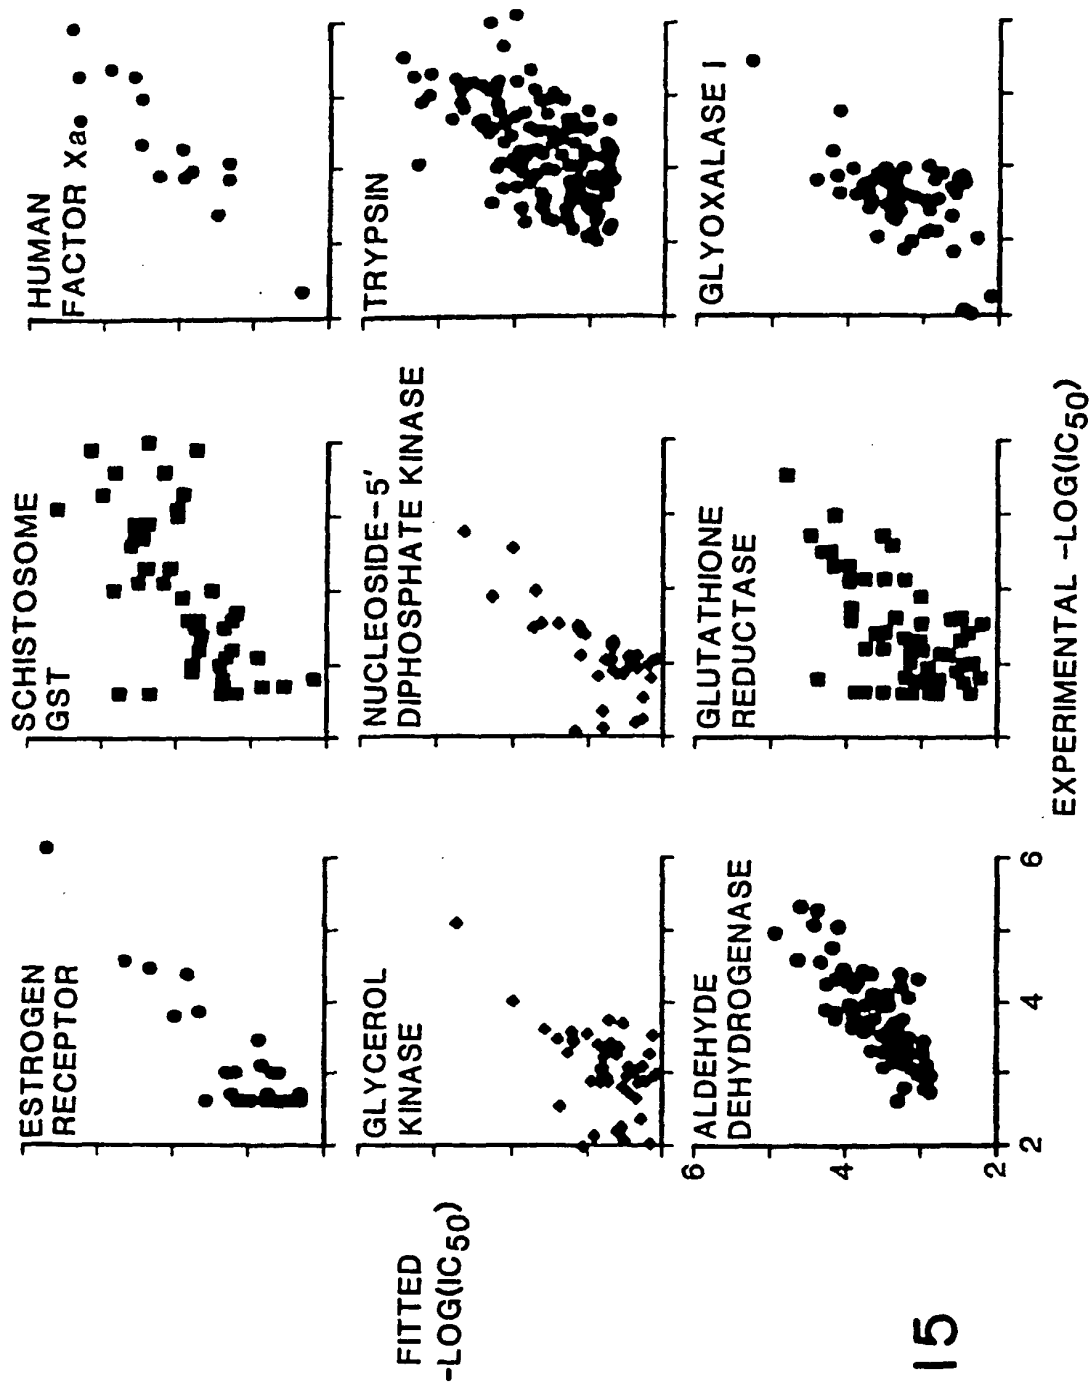 ESTROGEN
RECEPTOR
SCHISTOSOME
GST
HUMAN
FACTOR Xa
FITTED
-LOG(IC50)
GLYCEROL
KINASE
NUCLEOSIDE-5'
DIPHOSPHATE KINASE
TRYPSIN
ALDEHYDE
DEHYDROGENASE
GLUTATHIONE
REDUCTASE
GLYOXALASE I
6
4
2
2
4
6
EXPERIMENTAL -LOG(IC50)
15